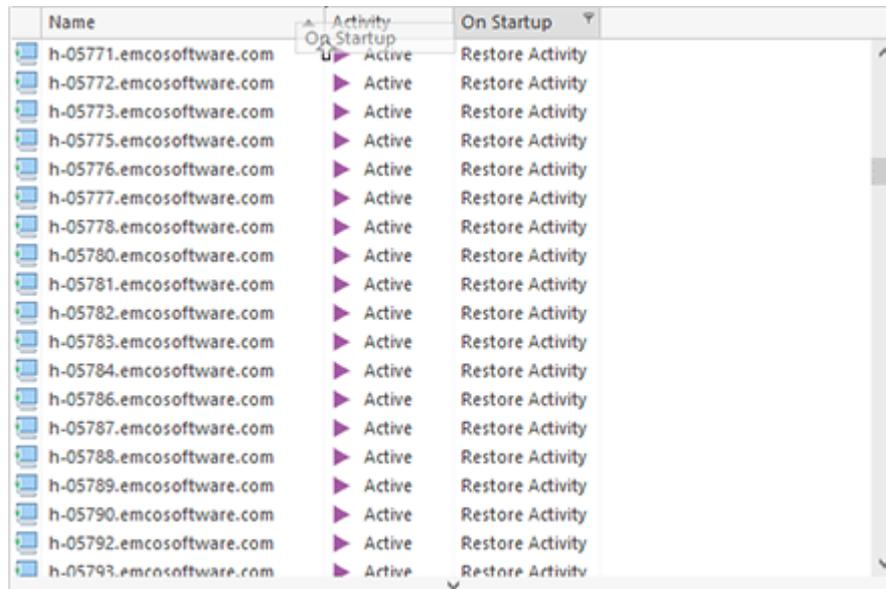 Name Activity On Startup
On Startup
h-05771.emcosoftware.com Active Restore Activity
h-05772.emcosoftware.com Active Restore Activity
h-05773.emcosoftware.com Active Restore Activity
h-05775.emcosoftware.com Active Restore Activity
h-05776.emcosoftware.com Active Restore Activity
h-05777.emcosoftware.com Active Restore Activity
h-05778.emcosoftware.com Active Restore Activity
h-05780.emcosoftware.com Active Restore Activity
h-05781.emcosoftware.com Active Restore Activity
h-05782.emcosoftware.com Active Restore Activity
h-05783.emcosoftware.com Active Restore Activity
h-05784.emcosoftware.com Active Restore Activity
h-05786.emcosoftware.com Active Restore Activity
h-05787.emcosoftware.com Active Restore Activity
h-05788.emcosoftware.com Active Restore Activity
h-05789.emcosoftware.com Active Restore Activity
h-05790.emcosoftware.com Active Restore Activity
h-05792.emcosoftware.com Active Restore Activity
h-05793.emcosoftware.com Active Restore Activity